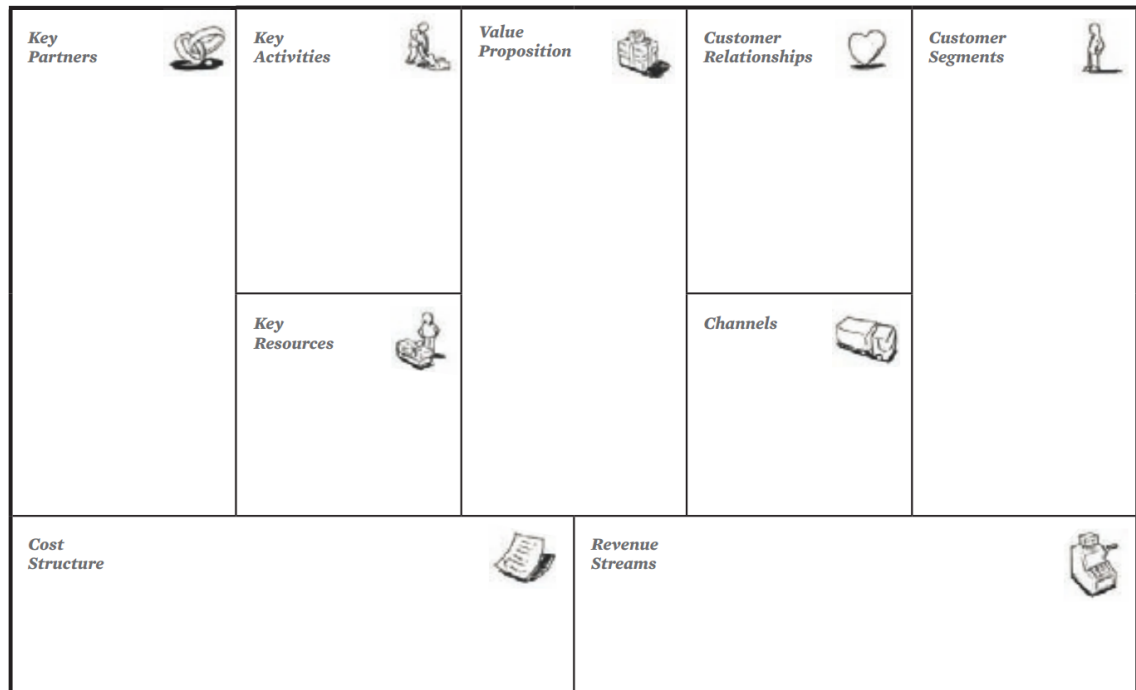 Key
Partners
Key
Activities
Value
Proposition
Customer
Relationships
Customer
Segments
Key
Resources
Channels
Cost
Structure
Revenue
Streams